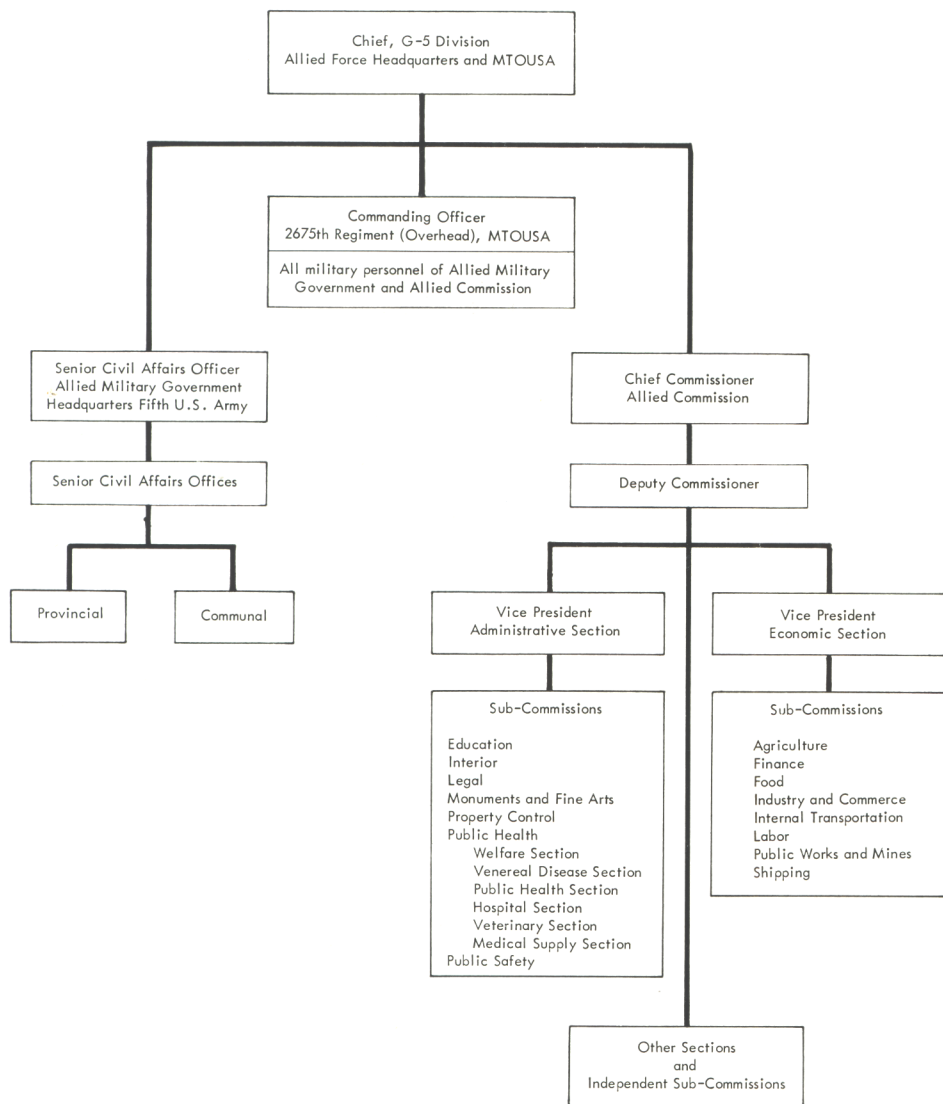 Chief, G-5 Division
Allied Force Headquarters and MTOUSA
Commanding Officer
2675th Regiment (Overhead), MTOUSA
All military personnel of Allied Military
Government and Allied Commission
Senior Civil Affairs Officer
Allied Military Government
Headquarters Fifth U.S. Army
Chief Commissioner
Allied Commission
Senior Civil Affairs Offices
Deputy Commissioner
Provincial
Communal
Vice President
Administrative Section
Vice President
Economic Section
Sub-Commissions
Education
Interior
Legal
Monuments and Fine Arts
Property Control
Public Health
Welfare Section
Venereal Disease Section
Public Health Section
Hospital Section
Veterinary Section
Medical Supply Section
Public Safety
Sub-Commissions
Agriculture
Finance
Food
Industry and Commerce
Internal Transportation
Labor
Public Works and Mines
Shipping
Other Sections
and
Independent Sub-Commissions